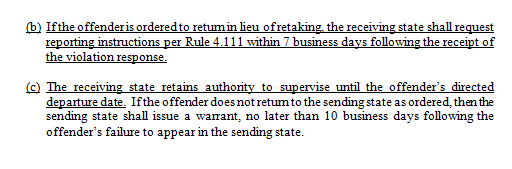 (b) If the offender is ordered to return in lieu of retaking, the receiving state shall request
reporting instructions per Rule 4.111 within 7 business days following the receipt of
the violation response.
(c) The receiving state retains authority to supervise until the offender's directed
departure date. If the offender does not return to the sending state as ordered, then the
sending state shall issue a warrant, no later than 10 business days following the
offender's failure to appear in the sending state.